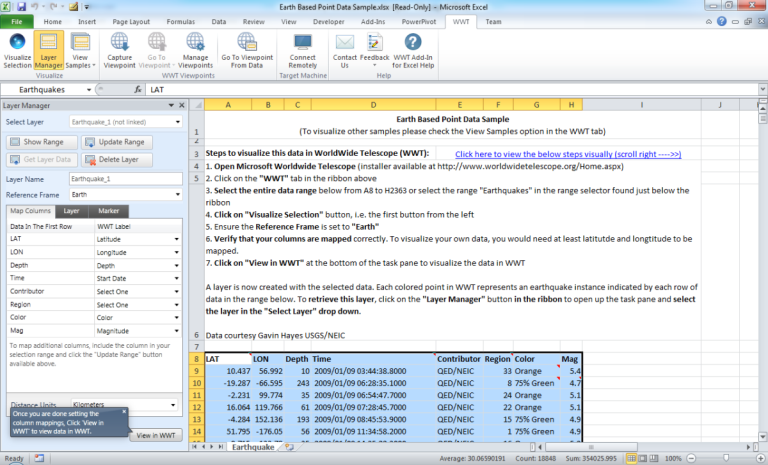 Earth Based Point Data Sample.xlsx [Read-Only] - Microsoft Excel
File Home Insert Page Layout Formulas Data Review View Developer Add-Ins PowerPivot WWT Team
Visualize Selection
Layer Manager
View Samples
Capture Viewpoint
Go To Viewpoint
Manage Viewpoints
Go To Viewpoint From Data
Connect Remotely
Contact Us
Feedback
WWT Add-In for Excel Help
Visualize WWT Viewpoints Target Machine Help
Earthquakes fx LAT
Layer Manager
Select Layer Earthquake_1 (not linked)
Show Range Update Range
Get Layer Data Delete Layer
Layer Name Earthquake_1
Reference Frame Earth
Map Columns Layer Marker
Data In The First Row WWT Label
LAT Latitude
LON Longitude
Depth Depth
Time Start Date
Contributor Select One
Region Select One
Color Color
Mag Magnitude
To map additional columns, include the column in your
selection range and click the "Update Range" button
available above.
Distance Units Kilometers
Once you are done setting the
column mappings, Click 'View in
WWT' to view data in WWT.
View in WWT
A B C D E F G H I J
1
2
3
4
5
6
7
8
9
10
11
12
13
14
Earth Based Point Data Sample
(To visualize other samples please check the View Samples option in the WWT tab)
Steps to visualize this data in WorldWide Telescope (WWT): Click here to view the below steps visually (scroll right ---->>)
1. Open Microsoft Worldwide Telescope (installer available at http://www.worldwidetelescope.org/Home.aspx)
2. Click on the "WWT" tab in the ribbon above
3. Select the entire data range below from A8 to H2363 or select the range "Earthquakes" in the range selector found just below the
ribbon
4. Click on "Visualize Selection" button, i.e. the first button from the left
5. Ensure the Reference Frame is set to "Earth"
6. Verify that your columns are mapped correctly. To visualize your own data, you would need at least latitutde and longtitude to be
mapped.
7. Click on "View in WWT" at the bottom of the task pane to visualize the data in WWT
A layer is now created with the selected data. Each colored point in WWT represents an earthquake instance indicated by each row of
data in the range below. To retrieve this layer, click on the "Layer Manager" button in the ribbon to open up the task pane and select
the layer in the "Select Layer" drop down.
Data courtesy Gavin Hayes USGS/NEIC
LAT LON Depth Time Contributor Region Color Mag
10.437 56.992 10 2009/01/09 03:44:38.8000 QED/NEIC 33 Orange 5.4
-19.287 -66.595 243 2009/01/09 06:28:35.1000 QED/NEIC 8 75% Green 4.7
-2.231 99.774 35 2009/01/09 06:54:47.7000 QED/NEIC 24 Orange 5.1
16.064 119.766 61 2009/01/09 07:28:45.7000 QED/NEIC 22 Orange 5.1
-4.284 152.136 193 2009/01/09 08:45:53.9000 QED/NEIC 15 75% Green 4.9
51.795 -176.05 56 2009/01/09 11:34:58.2000 QED/NEIC 1 75% Green 4.9
Earthquake
Ready Average: 30.06590191 Count: 18848 Sum: 354025.995 100%